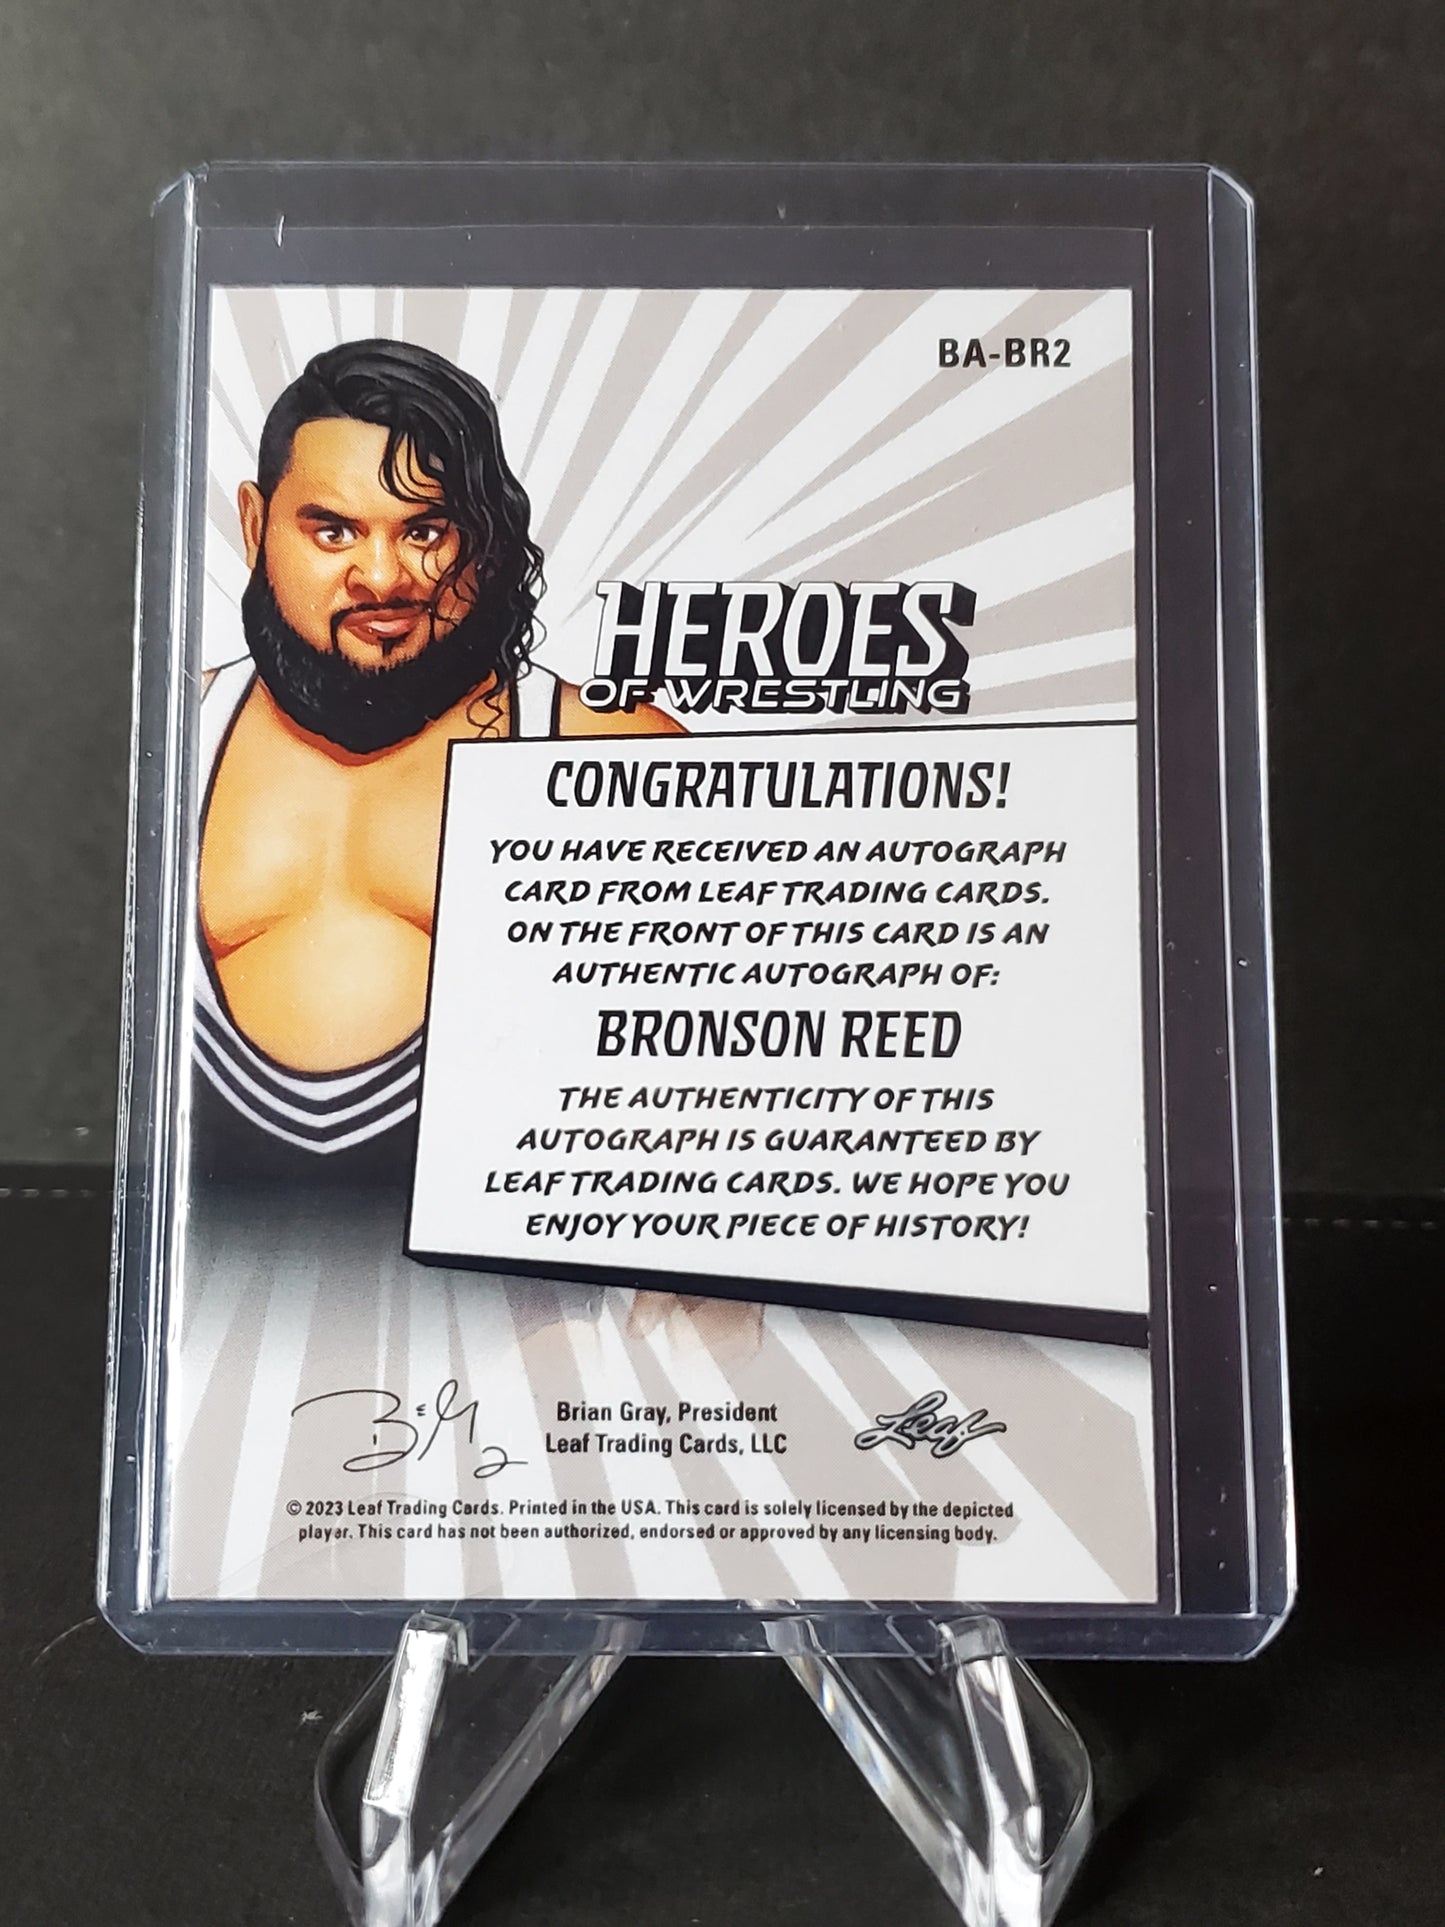 BA-BR2
HEROES
OF WRESTLING
CONGRATULATIONS!
YOU HAVE RECEIVED AN AUTOGRAPH
CARD FROM LEAF TRADING CARDS.
ON THE FRONT OF THIS CARD IS AN
AUTHENTIC AUTOGRAPH OF:
BRONSON REED
THE AUTHENTICITY OF THIS
AUTOGRAPH IS GUARANTEED BY
LEAF TRADING CARDS. WE HOPE YOU
ENJOY YOUR PIECE OF HISTORY!
Brian Gray, President
Leaf Trading Cards, LLC
Leaf
© 2023 Leaf Trading Cards. Printed in the USA. This card is solely licensed by the depicted
player. This card has not been authorized, endorsed or approved by any licensing body.